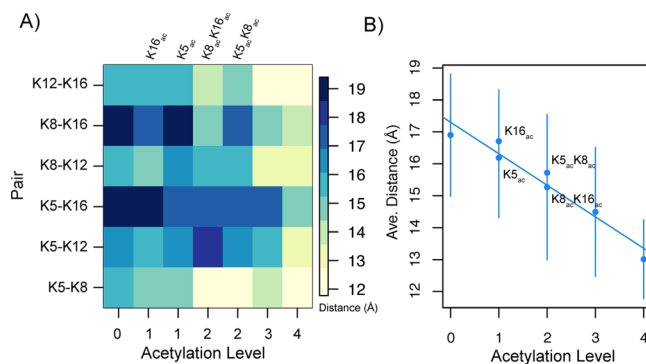 A)
K16ac
K5ac
K8acK16ac
K5acK8ac
Pair
K12-K16
K8-K16
K8-K12
K5-K16
K5-K12
K5-K8
0 1 1 2 2 3 4
Acetylation Level
19
18
17
16
15
14
13
12
Distance (Å)
B)
Ave. Distance (Å)
19
18
17
16
15
14
13
12
K16ac
K5ac
K5acK8ac
K8acK16ac
0 1 2 3 4
Acetylation Level